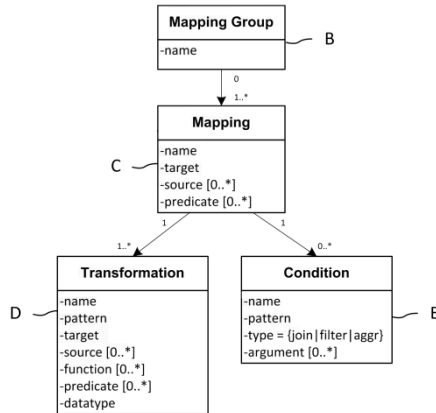 Mapping Group
B
-name
0
1..*
Mapping
-name
C
-target
-source [0..*]
-predicate [0..*]
1
1
1..*
0..*
Transformation
-name
D
-pattern
-target
-source [0..*]
-function [0..*]
-predicate [0..*]
-datatype
Condition
-name
-pattern
E
-type = {join|filter|aggr}
-argument [0..*]